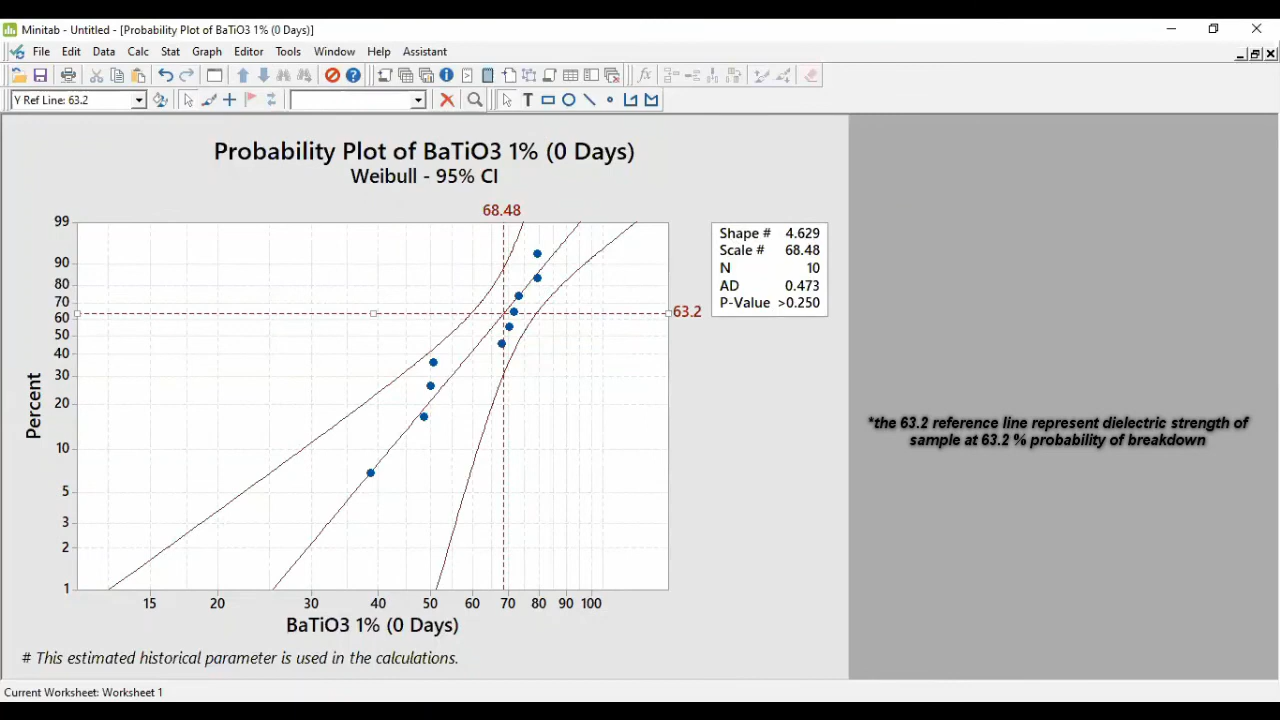 Minitab - Untitled - [Probability Plot of BaTiO3 1% (0 Days)]
File Edit Data Calc Stat Graph Editor Tools Window Help Assistant
Y Ref Line: 63.2
Probability Plot of BaTiO3 1% (0 Days)
Weibull - 95% CI
68.48
99
90
80
70
60
50
40
30
20
10
5
3
2
1
Percent
63.2
Shape # 4.629
Scale # 68.48
N 10
AD 0.473
P-Value >0.250
15 20 30 40 50 60 70 80 90 100
BaTiO3 1% (0 Days)
# This estimated historical parameter is used in the calculations.
*the 63.2 reference line represent dielectric strength of
sample at 63.2 % probability of breakdown
Current Worksheet: Worksheet 1